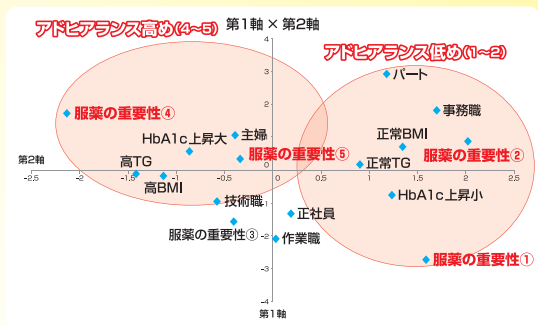 アドヒアランス高め(4~5)
第1軸 × 第2軸
アドヒアランス低め(1~2)
パート
服薬の重要性④
事務職
HbA1c上昇大
主婦
正常BMI
服薬の重要性②
第2軸
高TG
服薬の重要性⑤
正常TG
高BMI
-2.5
-2
-1.5
-1
-0.5
0
0.5
1
1.5
2
2.5
4
3
2
1
0
-1
-2
-3
-4
技術職
HbA1c上昇小
正社員
服薬の重要性③
作業職
服薬の重要性①
第1軸